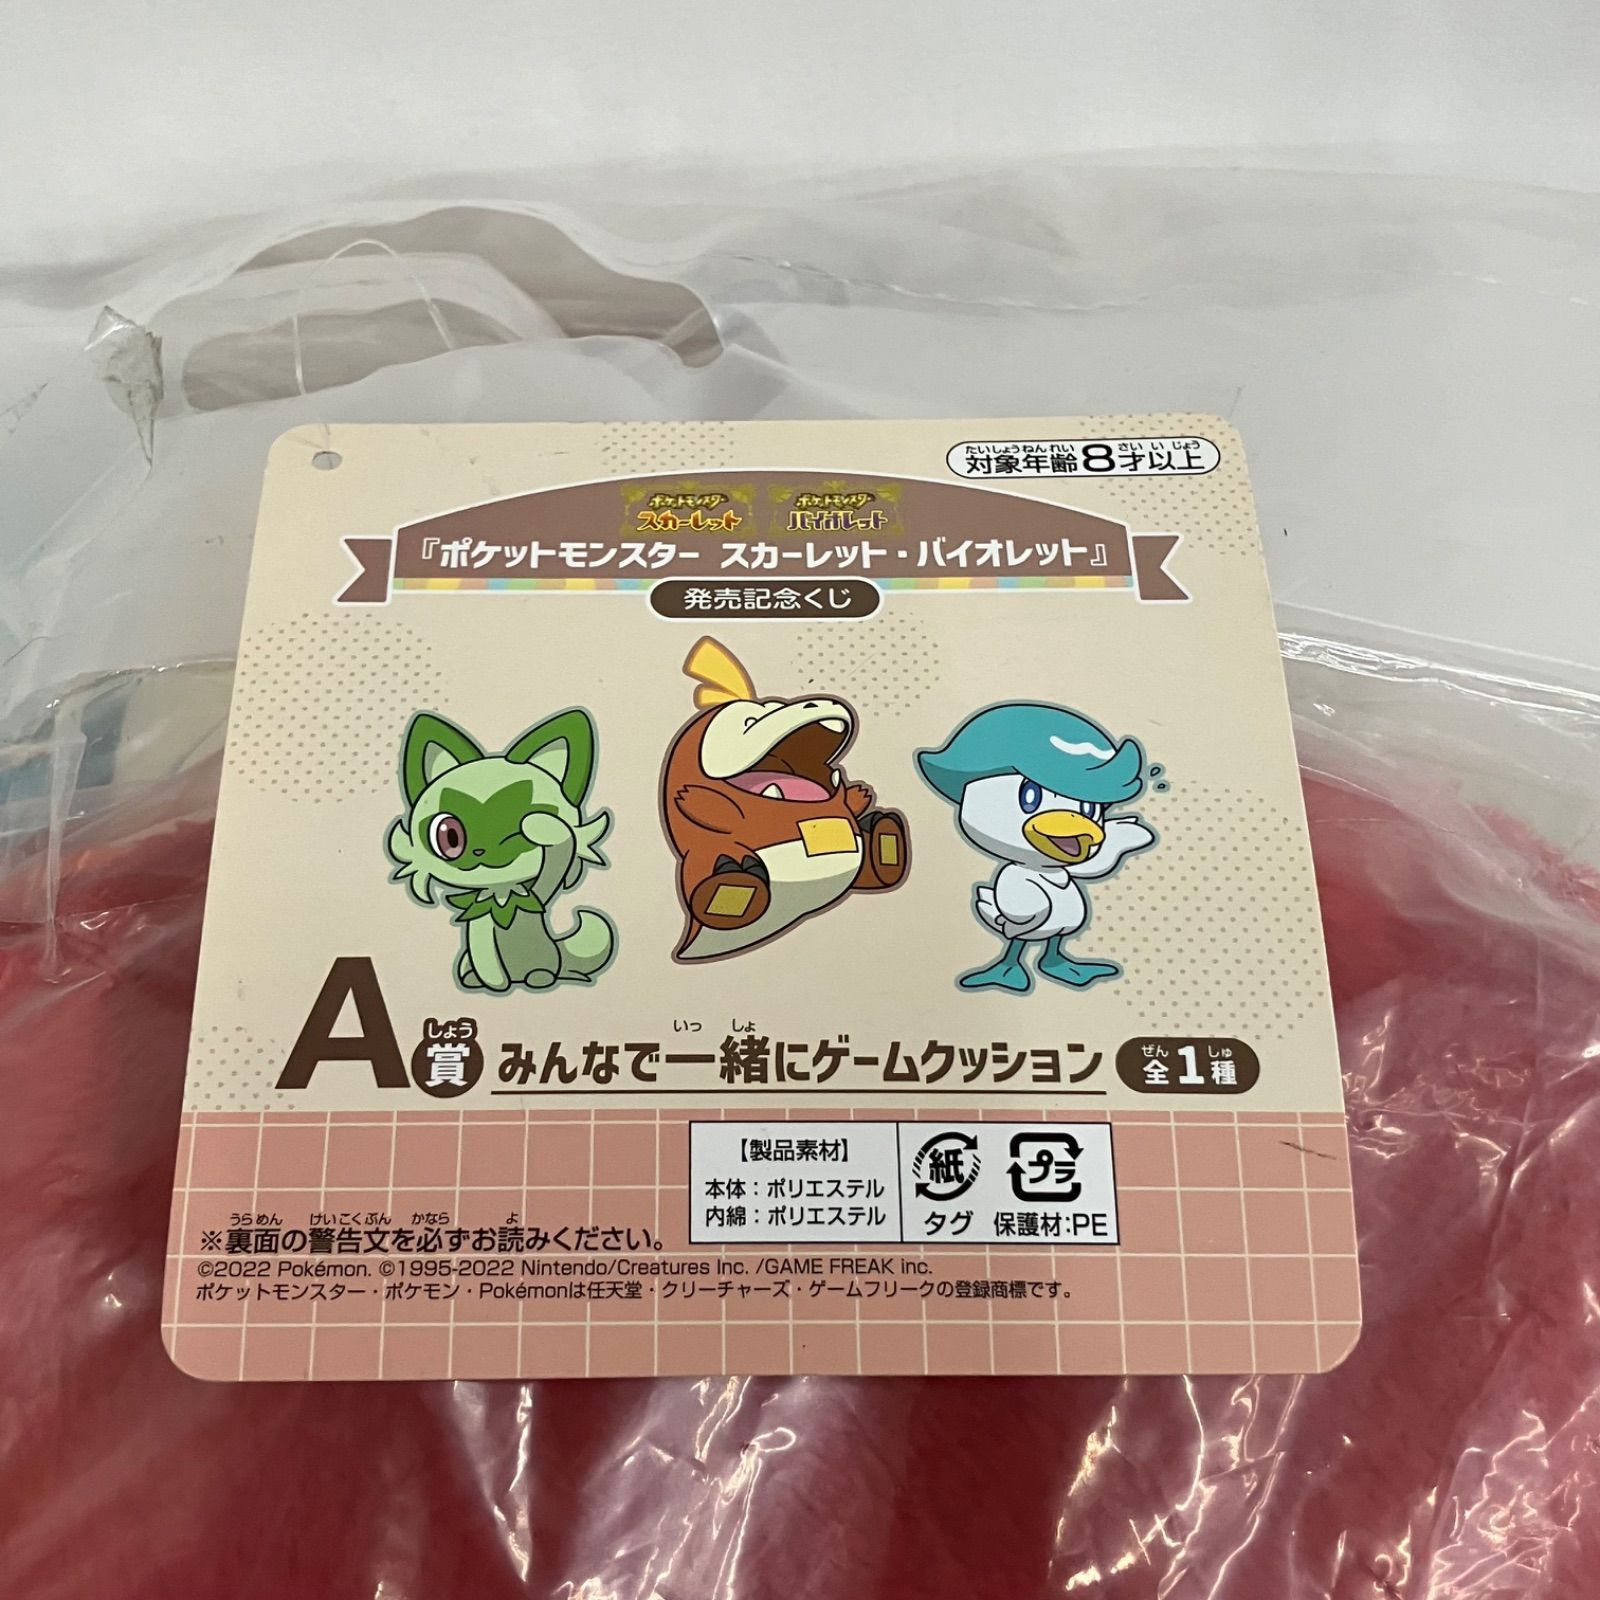 たいしょうねんれい さい い じょう
対象年齢8才以上
ポケットモンスター スカーレット
ポケットモンスター バイオレット
『ポケットモンスター スカーレット・バイオレット』
発売記念くじ
しょう いっ しょ ぜん しゅ
A賞 みんなで一緒にゲームクッション 全1種
【製品素材】
本体:ポリエステル
内綿:ポリエステル
紙 プラ
タグ 保護材:PE
うらめん けいこくぶん かなら よ
※裏面の警告文を必ずお読みください。
©2022 Pokémon. ©1995-2022 Nintendo/Creatures Inc. /GAME FREAK inc.
ポケットモンスター・ポケモン・Pokémonは任天堂・クリーチャーズ・ゲームフリークの登録商標です。